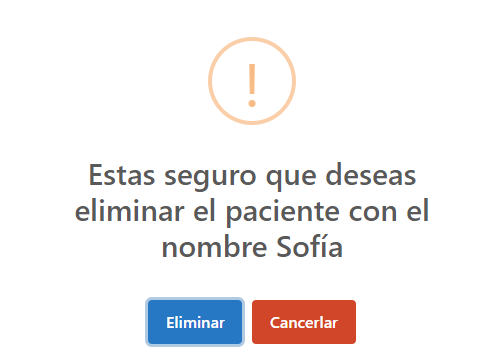 !
Estas seguro que deseas
eliminar el paciente con el
nombre Sofía
Eliminar Cancerlar